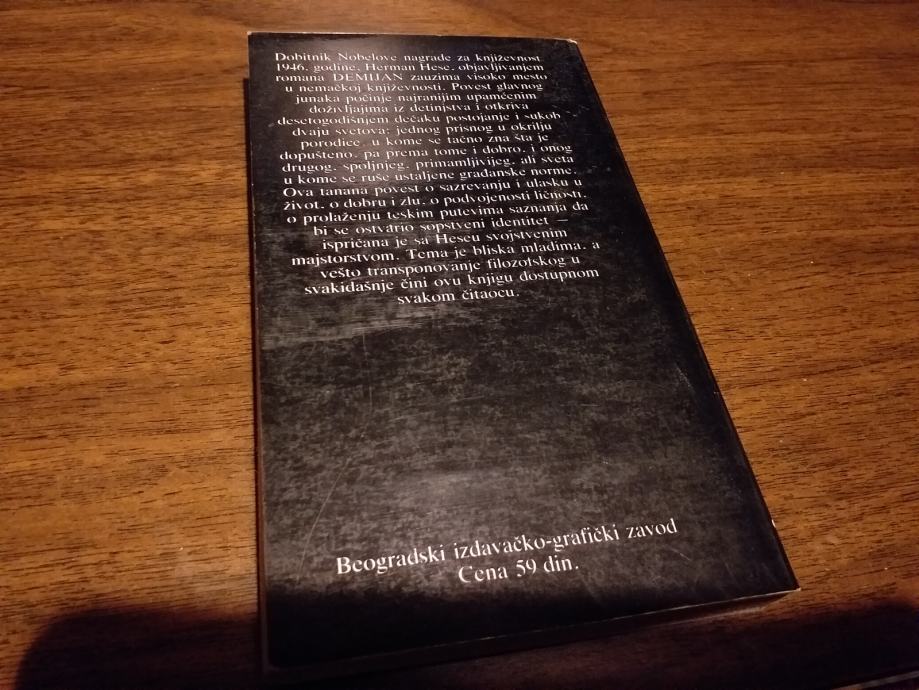 Dobitnik Nobelove nagrade za književnost
1946. godine, Herman Hese, objavljivanjem
romana DEMIJAN zauzima visoko mesto
u nemačkoj književnosti. Povest glavnog
junaka počinje najranijim upamćenim
doživljajima iz detinjstva i otkriva
desetogodišnjem dečaku postojanje i sukob
dvaju svetova: jednog prisnog u okrilju
porodice, u kome se tačno zna šta je
dopušteno, pa prema tome i dobro, i onog
drugog, spoljnjeg, primamljivijeg, ali sveta
u kome se ruše ustaljene građanske norme.
Ova tanana povest o sazrevanju i ulasku u
život, o dobru i zlu, o podvojenosti ličnosti,
o prolaženju teškim putevima saznanja da
bi se ostvario sopstveni identitet —
ispričana je sa Heseu svojstvenim
majstorstvom. Tema je bliska mladima, a
vešto transponovanje filozofskog u
svakidašnje čini ovu knjigu dostupnom
svakom čitaocu.
Beogradski izdavačko-grafički zavod
Cena 59 din.